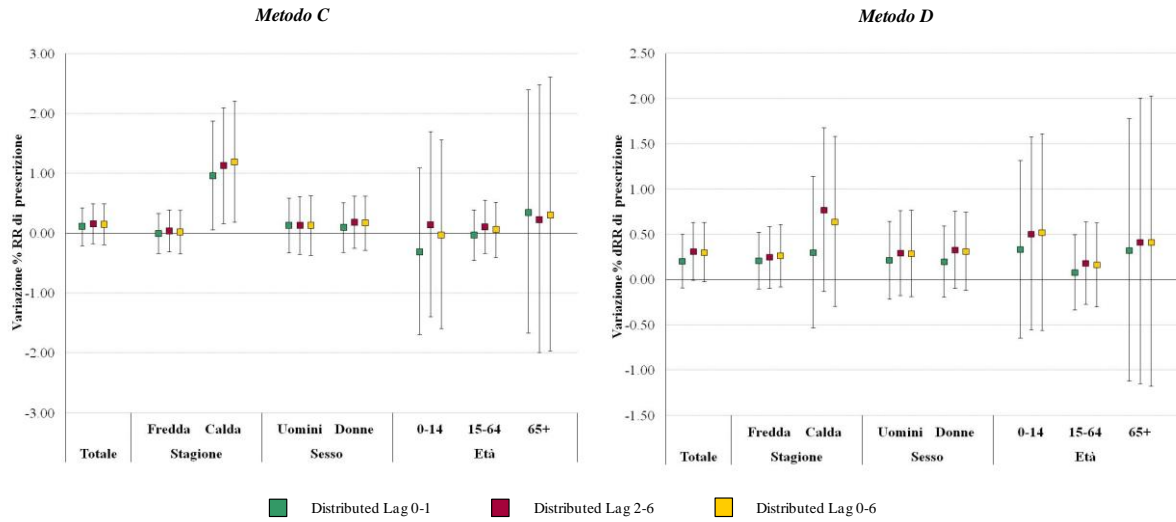 Metodo C
Variazione % RR di prescrizione
3.00
2.00
1.00
0.00
-1.00
-2.00
-3.00
Fredda Calda Uomini Donne 0-14 15-64 65+
Totale Stagione Sesso Età
Metodo D
Variazione % dRR di prescrizione
2.50
2.00
1.50
1.00
0.50
0.00
-0.50
-1.00
-1.50
Fredda Calda Uomini Donne 0-14 15-64 65+
Totale Stagione Sesso Età
Distributed Lag 0-1 Distributed Lag 2-6 Distributed Lag 0-6